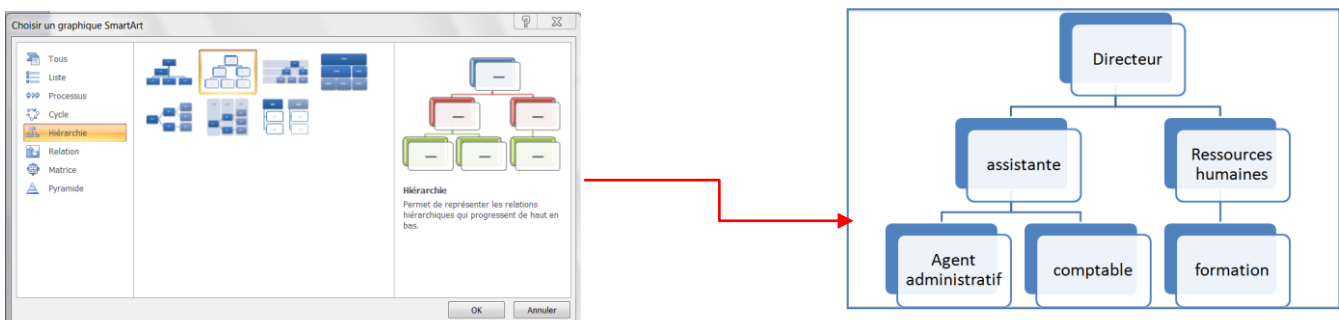 Choisir un graphique SmartArt
Tous
Liste
Processus
Cycle
Hiérarchie
Relation
Matrice
Pyramide
Hiérarchie
Permet de représenter les relations
hiérarchiques qui progressent de haut en
bas.
OK
Annuler
Directeur
assistante
Ressources
humaines
Agent
administratif
comptable
formation